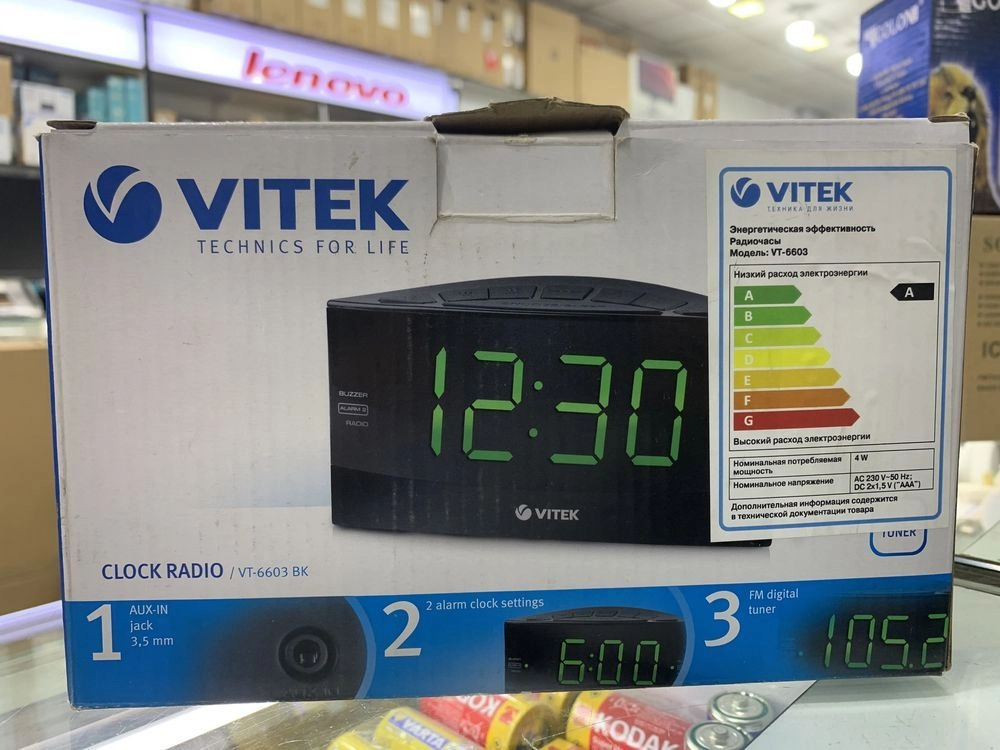 lenovo
VITEK
TECHNICS FOR LIFE
BUZZER
ALARM 2
RADIO
12:30
VITEK
CLOCK RADIO / VT-6603 BK
VITEK
ТЕХНИКА ДЛЯ ЖИЗНИ
Энергетическая эффективность
Радиочасы
Модель: VT-6603
Низкий расход электроэнергии
A
A
B
C
D
E
F
G
Высокий расход электроэнергии
Номинальная потребляемая мощность 4 W
Номинальное напряжение AC 230 V~50 Hz;
DC 2x1,5 V ("AAA")
Дополнительная информация содержится
в технической документации товара
TUNER
1 AUX-IN
jack
3,5 mm
2 2 alarm clock settings
6:00
3 FM digital
tuner
105.2
KODAK
VARTA
KODAK